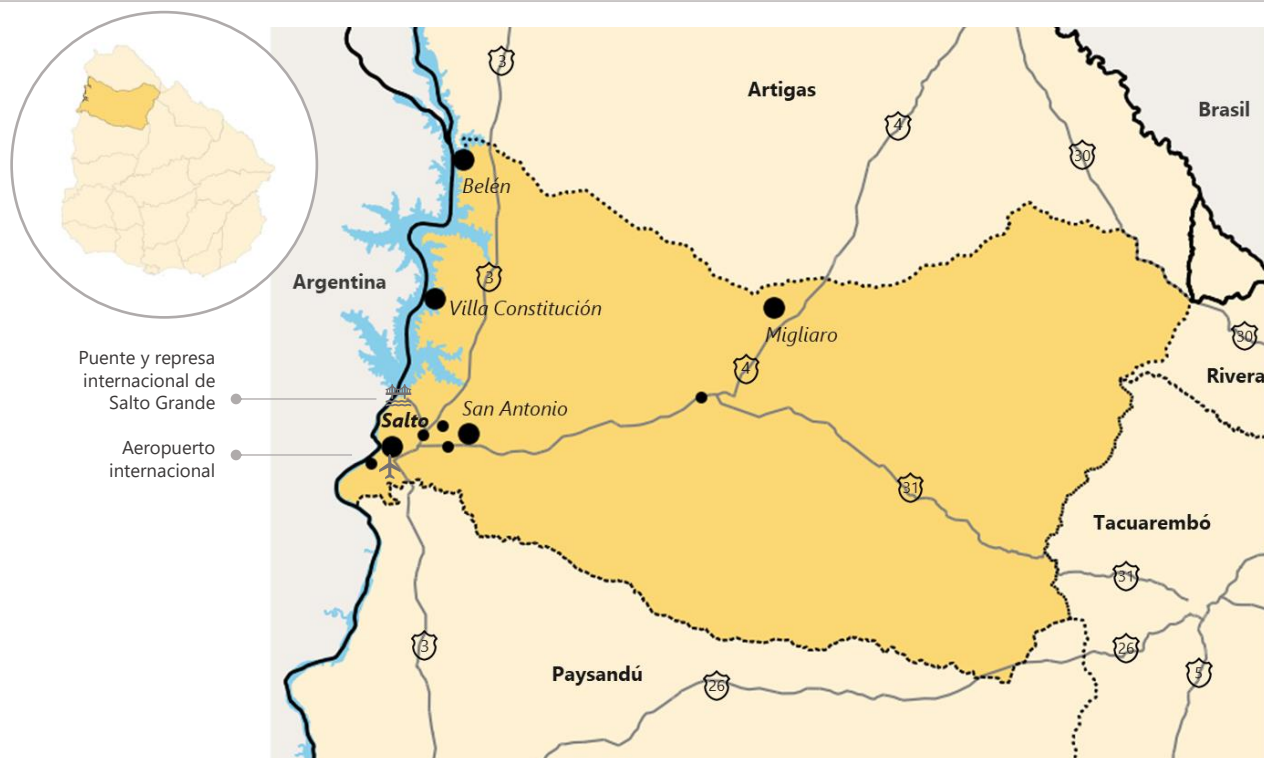 3
Artigas
4
Brasil
30
Belén
Argentina
3
Villa Constitución
Migliaro
30
Puente y represa
internacional de
Salto Grande
4
Rivera
Salto
San Antonio
Aeropuerto
internacional
31
Tacuarembó
31
3
26
Paysandú
26
5